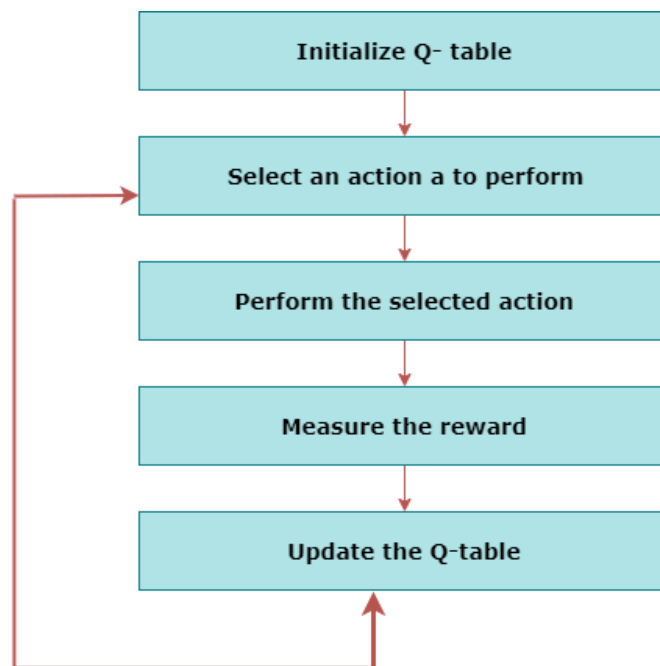 Initialize Q- table
Select an action a to perform
Perform the selected action
Measure the reward
Update the Q-table